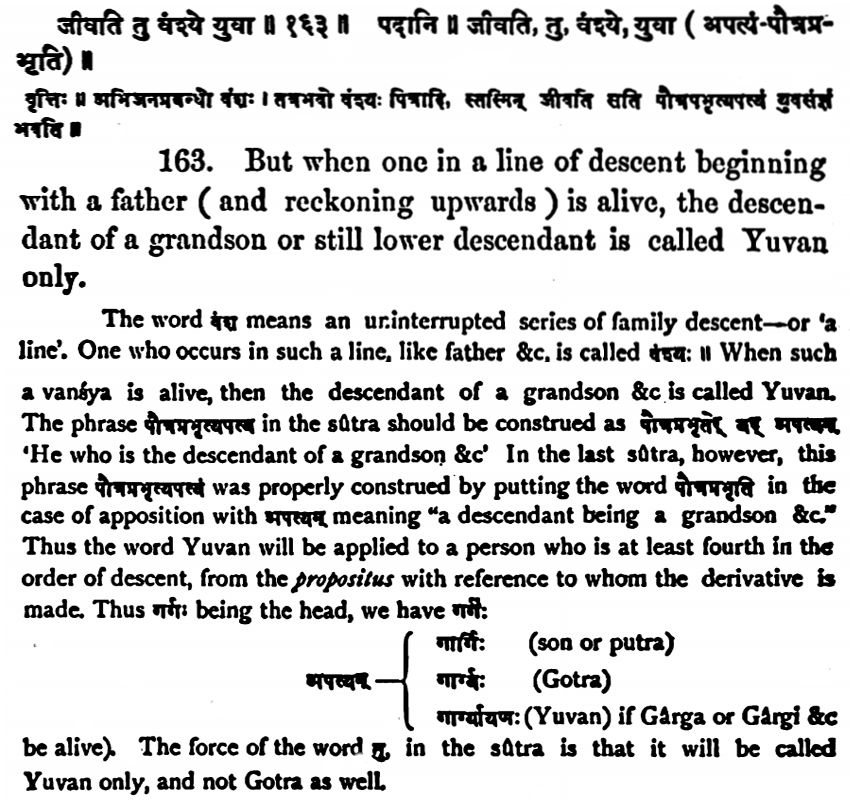 जीवति तु वंश्ये युवा ॥ १६३ ॥ पदानि ॥ जीवति, तु, वंश्ये, युवा ( अपत्यं-पौत्रप्र-
भृति) ॥
वृत्तिः ॥ अभिजनप्रबन्धो वंशः । तत्रभवो वंश्यः पित्रादि, स्तस्मिन् जीवति सति पौत्रप्रभृत्यपत्यं युवसंज्ञं
भवति ॥
163. But when one in a line of descent beginning
with a father ( and reckoning upwards ) is alive, the descen-
dant of a grandson or still lower descendant is called Yuvan
only.
The word वंश means an uninterrupted series of family descent—or 'a
line'. One who occurs in such a line, like father &c, is called वंश्यः ॥ When such
a vanśya is alive, then the descendant of a grandson &c is called Yuvan.
The phrase पौत्रप्रभृत्यपत्य in the sûtra should be construed as पौत्रप्रभृतेर् यद् अपत्यम्
'He who is the descendant of a grandson &c' In the last sûtra, however, this
phrase पौत्रप्रभृत्यपत्यं was properly construed by putting the word पौत्रप्रभृति in the
case of apposition with अपत्यम् meaning "a descendant being a grandson &c."
Thus the word Yuvan will be applied to a person who is at least fourth in the
order of descent, from the propositus with reference to whom the derivative is
made. Thus गर्गः being the head, we have
गार्गिः (son or putra)
अपत्यम् — गार्ग्यः (Gotra)
गार्ग्यायणः (Yuvan) if Gârga or Gârgi &c
be alive). The force of the word तु, in the sûtra is that it will be called
Yuvan only, and not Gotra as well.